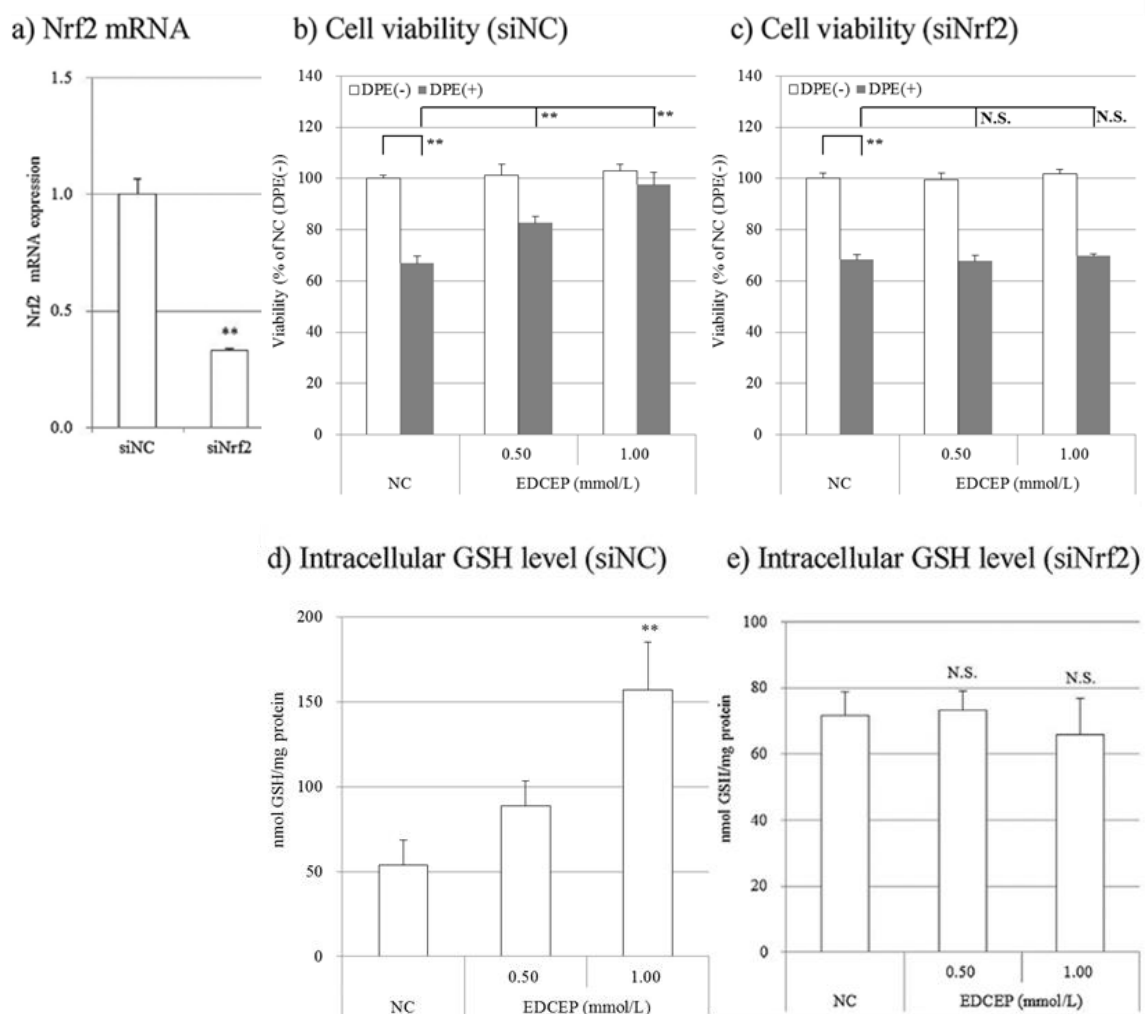 a) Nrf2 mRNA
Nrf2 mRNA expression
1.5
1.0
0.5
0.0
**
siNC
siNrf2
b) Cell viability (siNC)
Viability (% of NC (DPE(-))
140
120
100
80
60
40
20
0
DPE(-) DPE(+)
** **
**
0.50 1.00
NC EDCEP (mmol/L)
c) Cell viability (siNrf2)
Viability (% of NC (DPE(-))
140
120
100
80
60
40
20
0
DPE(-) DPE(+)
N.S. N.S.
**
0.50 1.00
NC EDCEP (mmol/L)
d) Intracellular GSH level (siNC)
nmol GSH/mg protein
200
150
100
50
0
**
0.50 1.00
NC EDCEP (mmol/L)
e) Intracellular GSH level (siNrf2)
nmol GSH/mg protein
100
80
60
40
20
0
N.S. N.S.
0.50 1.00
NC EDCEP (mmol/L)